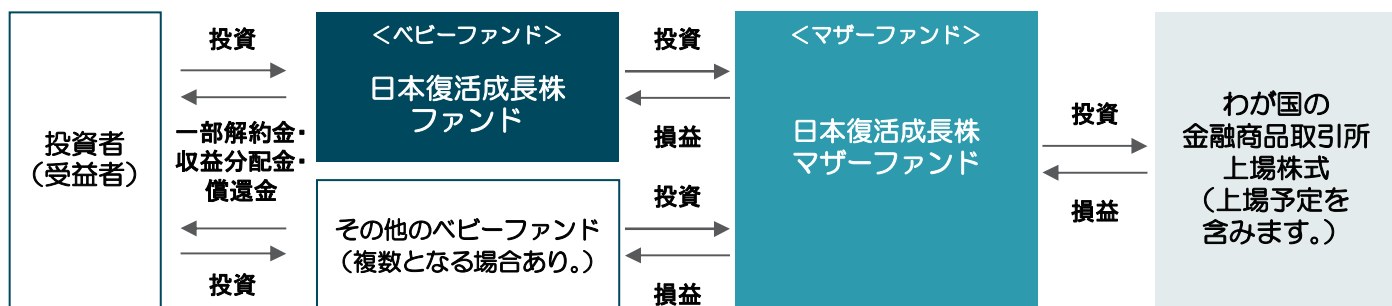 投資者
（受益者）
投資
一部解約金・
収益分配金・
償還金
投資
＜ベビーファンド＞
日本復活成長株
ファンド
その他のベビーファンド
（複数となる場合あり。）
投資
損益
投資
損益
＜マザーファンド＞
日本復活成長株
マザーファンド
投資
損益
わが国の
金融商品取引所
上場株式
（上場予定を
含みます。）